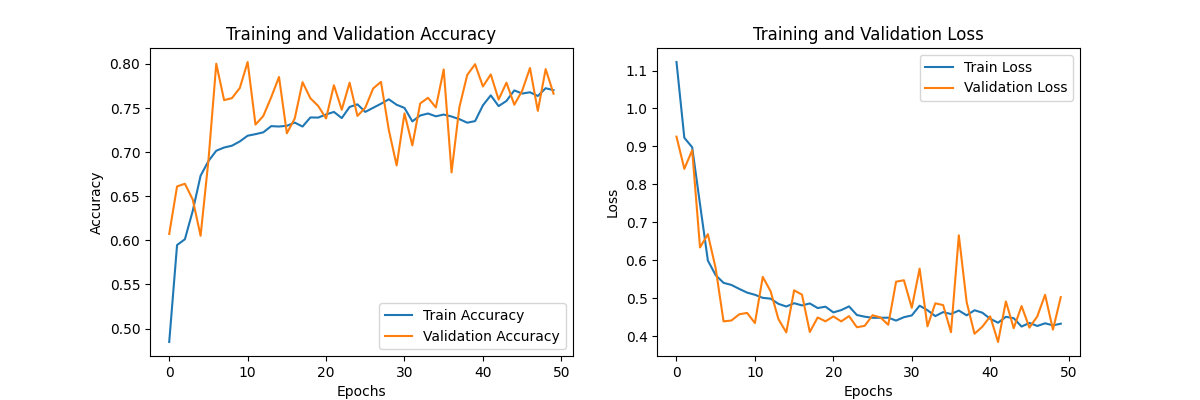 Training and Validation Accuracy
Accuracy
0.80
0.75
0.70
0.65
0.60
0.55
0.50
0
10
20
30
40
50
Epochs
Train Accuracy
Validation Accuracy
Training and Validation Loss
Loss
1.1
1.0
0.9
0.8
0.7
0.6
0.5
0.4
0
10
20
30
40
50
Epochs
Train Loss
Validation Loss